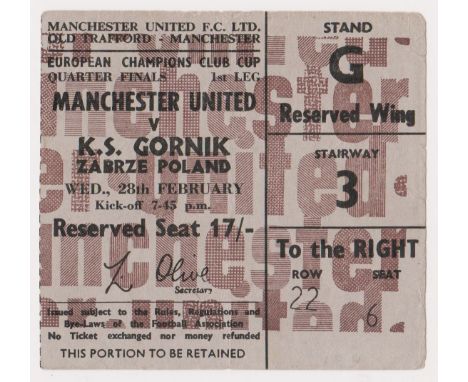 MANCHESTER UNITED F.C. LTD.
OLD TRAFFORD - MANCHESTER
EUROPEAN CHAMPIONS CLUB CUP
QUARTER FINALS 1st LEG
MANCHESTER UNITED
V
K.S. GORNIK
ZABRZE POLAND
WED., 28th FEBRUARY
Kick-off 7-45 p.m.
Reserved Seat 17/-
L Olive
Secretary
Issued subject to the Rules, Regulations and
Bye-Laws of the Football Association
No Ticket exchanged nor money refunded
THIS PORTION TO BE RETAINED
STAND
G
Reserved Wing
STAIRWAY
3
To the RIGHT
ROW SEAT
22 6